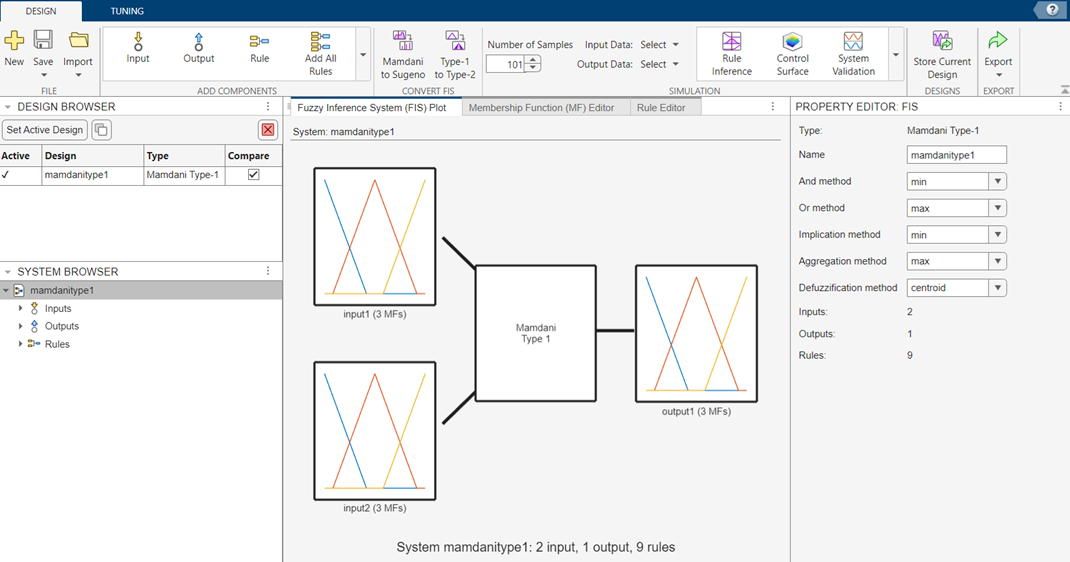 DESIGN TUNING
?
New Save Import
Input Output Rule Add All Rules
Mamdani to Sugeno
Type-1 to Type-2
Number of Samples 101
Input Data: Select
Output Data: Select
Rule Inference
Control Surface
System Validation
Store Current Design
Export
FILE ADD COMPONENTS CONVERT FIS SIMULATION DESIGNS EXPORT
DESIGN BROWSER
Set Active Design
Active Design Type Compare
mamdanitype1 Mamdani Type-1
SYSTEM BROWSER
mamdanitype1
Inputs
Outputs
Rules
Fuzzy Inference System (FIS) Plot Membership Function (MF) Editor Rule Editor
System: mamdanitype1
input1 (3 MFs)
Mamdani
Type 1
output1 (3 MFs)
input2 (3 MFs)
System mamdanitype1: 2 input, 1 output, 9 rules
PROPERTY EDITOR: FIS
Type: Mamdani Type-1
Name mamdanitype1
And method min
Or method max
Implication method min
Aggregation method max
Defuzzification method centroid
Inputs: 2
Outputs: 1
Rules: 9